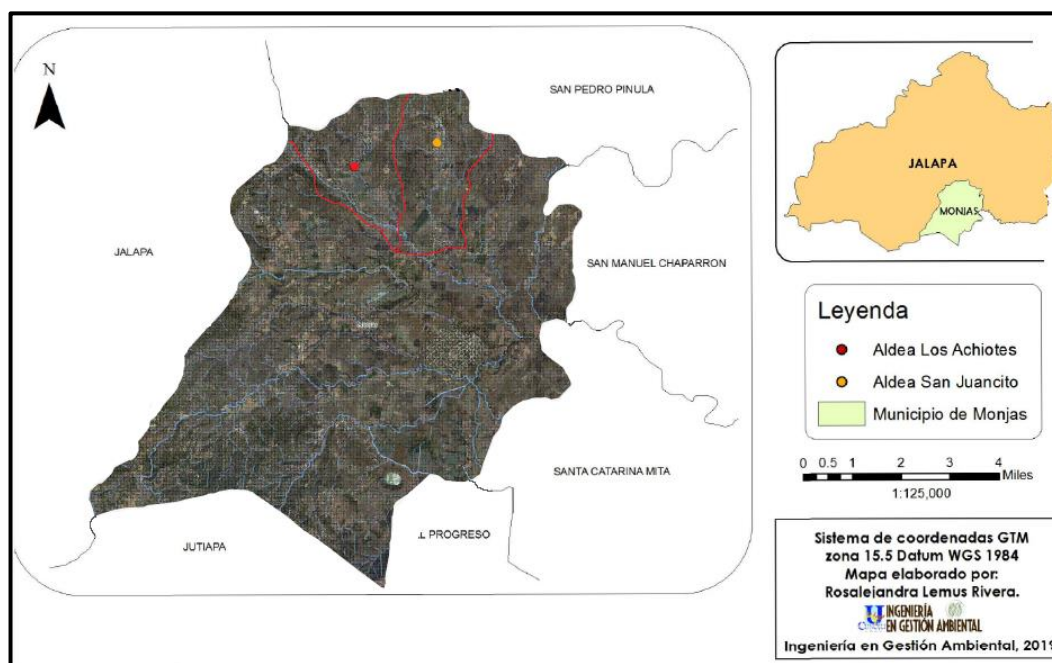 N
SAN PEDRO PINULA
JALAPA
SAN MANUEL CHAPARRON
SANTA CATARINA MITA
JUTIAPA
PROGRESO
JALAPA
MONJAS
Leyenda
Aldea Los Achiotes
Aldea San Juancito
Municipio de Monjas
0 0.5 1 2 3 4
Miles
1:125,000
Sistema de coordenadas GTM
zona 15.5 Datum WGS 1984
Mapa elaborado por:
Rosalejandra Lemus Rivera.
INGENIERÍA
EN GESTIÓN AMBIENTAL
Ingeniería en Gestión Ambiental, 2019